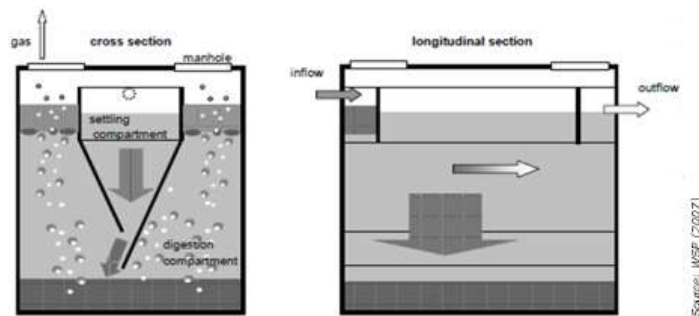 gas
cross section
manhole
settling
compartment
digestion
compartment
longitudinal section
inflow
outflow
Source: WSP (2007)